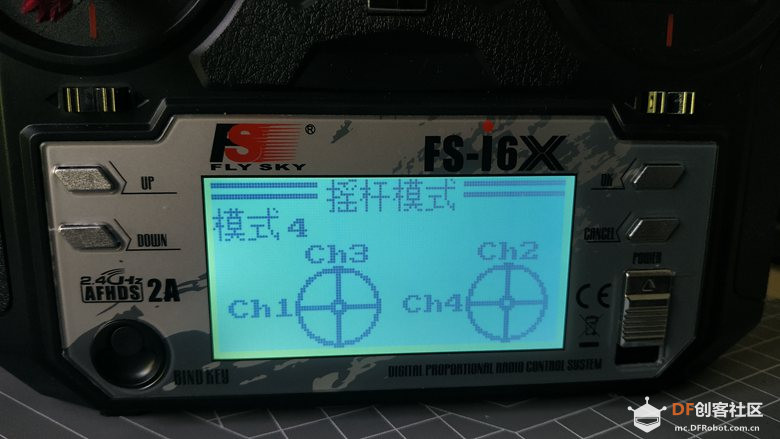 FS®
FLY SKY
FS-i6X
UP
OK
DOWN
CANCEL
POWER
摇杆模式
模式 4
Ch3
Ch2
Ch1
Ch4
2.4GHz
AFHDS 2A
CE
BIND KEY
DIGITAL PROPORTIONAL RADIO CONTROL SYSTEM
DF创客社区
mc.DFRobot.com.cn